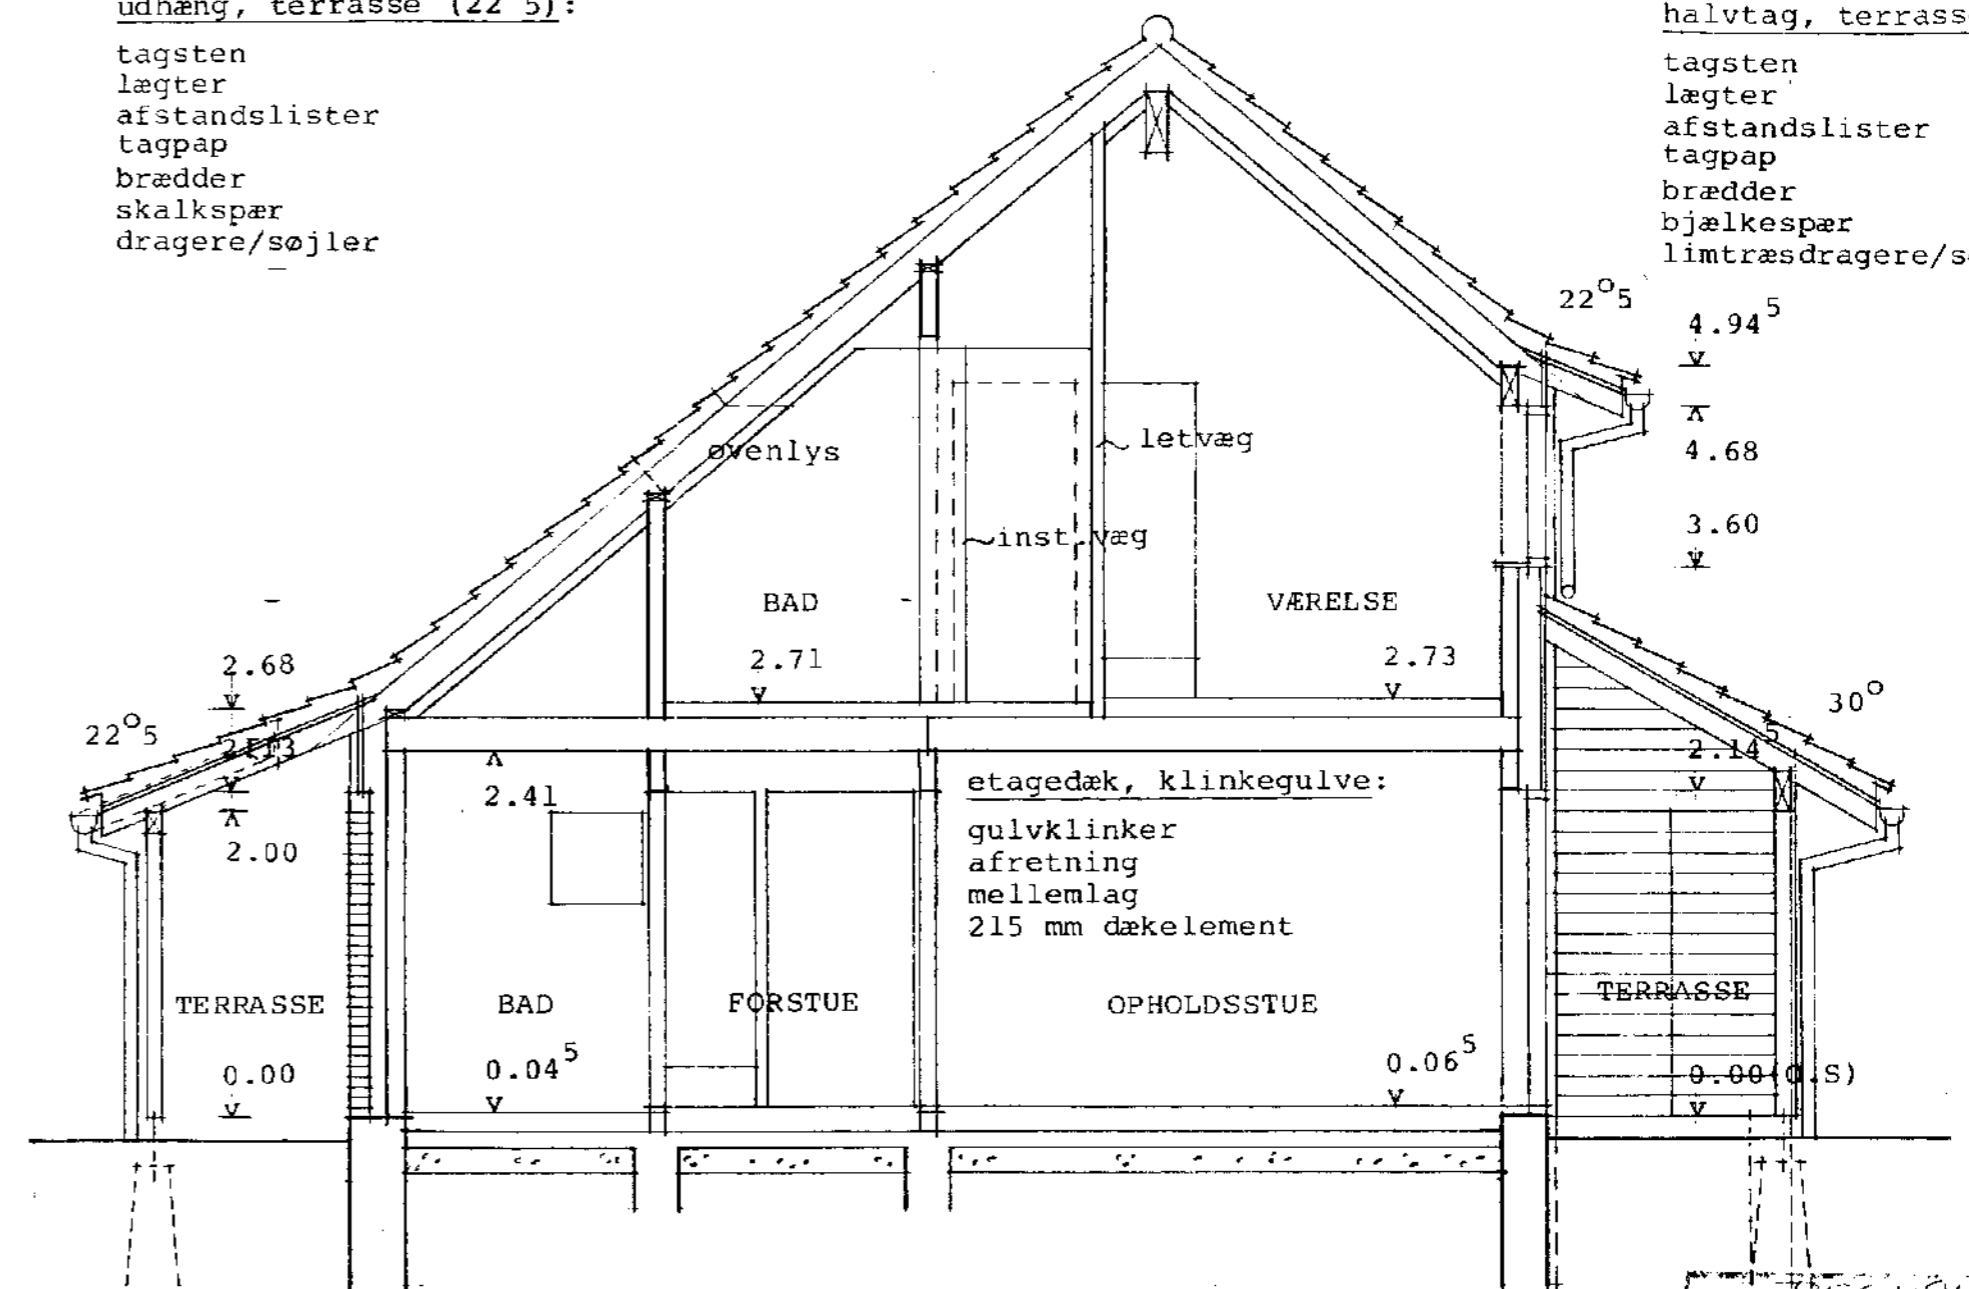 udhæng, terrasse (22°5):
tagsten
lægter
afstandslister
tagpap
brædder
skalkspær
dragere/søjler
halvtag, terrass
tagsten
lægter
afstandslister
tagpap
brædder
bjælkespær
limtræsdragere/s
22°5
4.94⁵
4.68
3.60
ovenlys
letvæg
inst.væg
BAD
VÆRELSE
2.71
2.73
2.68
22°5
2.13
2.00
30°
2.14⁵
2.41
etagedæk, klinkegulve:
gulvklinker
afretning
mellemlag
215 mm dækelement
TERRASSE
BAD
FORSTUE
OPHOLDSSTUE
TERRASSE
0.00
0.04⁵
0.06⁵
0.00(O.S)